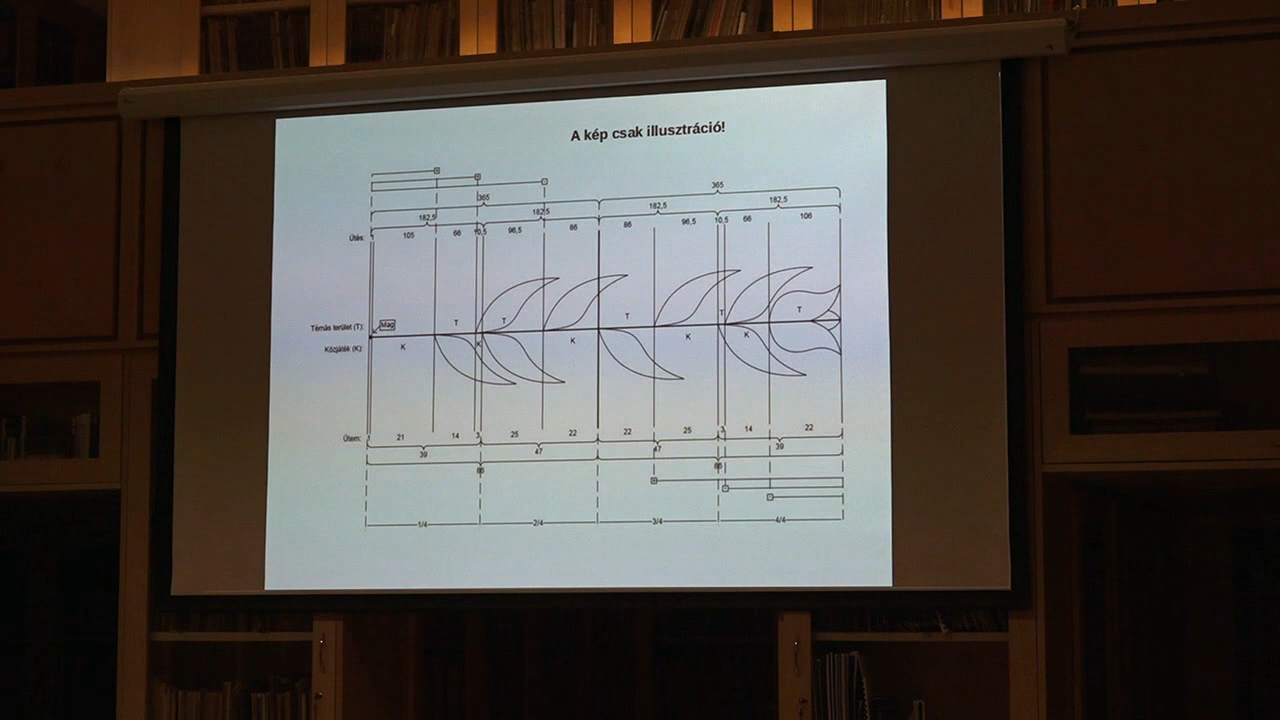 A kép csak illusztráció!
365
365
182,5 182,5 182,5 182,5
Ütés: 105 66 10,5 96,5 86 86 96,5 10,5 66 106
Témás terület (T): Mag T T T T T
Közjáték (K): K K K K K
Ütem: 21 14 3 25 22 22 25 3 14 22
39 47 47 39
86 86
1/4 2/4 3/4 4/4